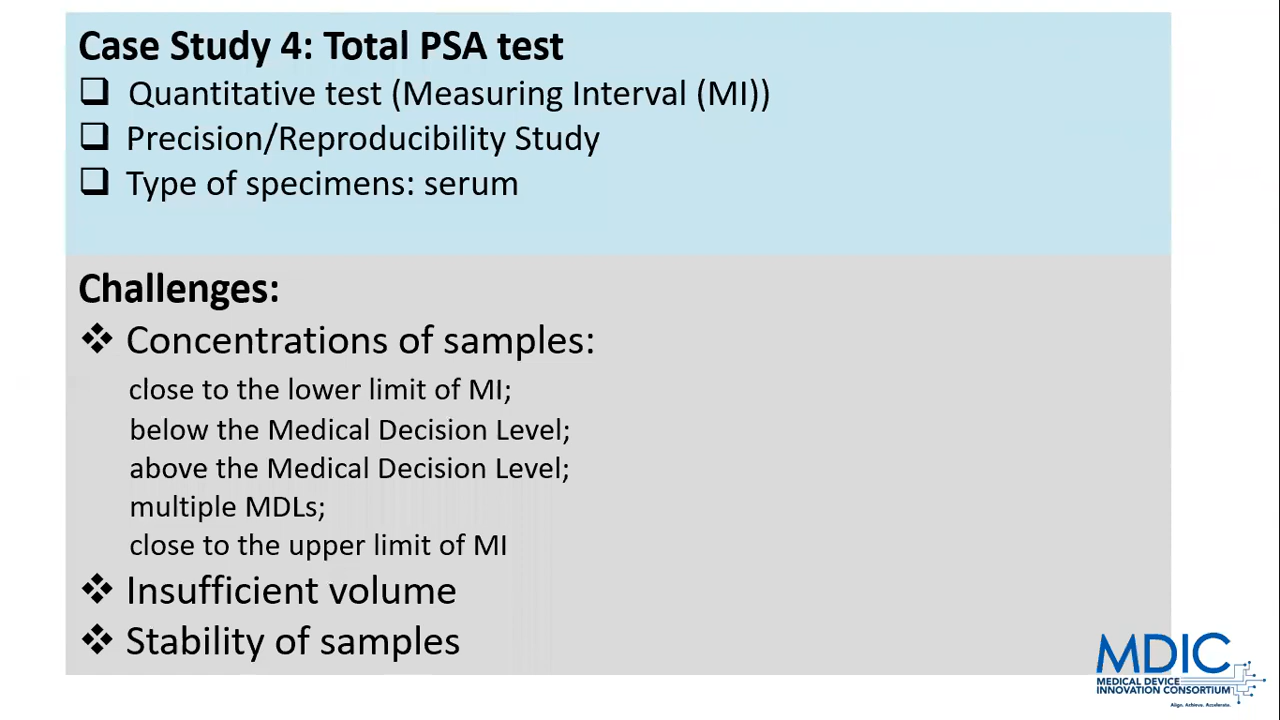 Case Study 4: Total PSA test
❑ Quantitative test (Measuring Interval (MI))
❑ Precision/Reproducibility Study
❑ Type of specimens: serum
Challenges:
❖ Concentrations of samples:
close to the lower limit of MI;
below the Medical Decision Level;
above the Medical Decision Level;
multiple MDLs;
close to the upper limit of MI
❖ Insufficient volume
❖ Stability of samples
MDIC
MEDICAL DEVICE
INNOVATION CONSORTIUM
Align. Achieve. Accelerate.